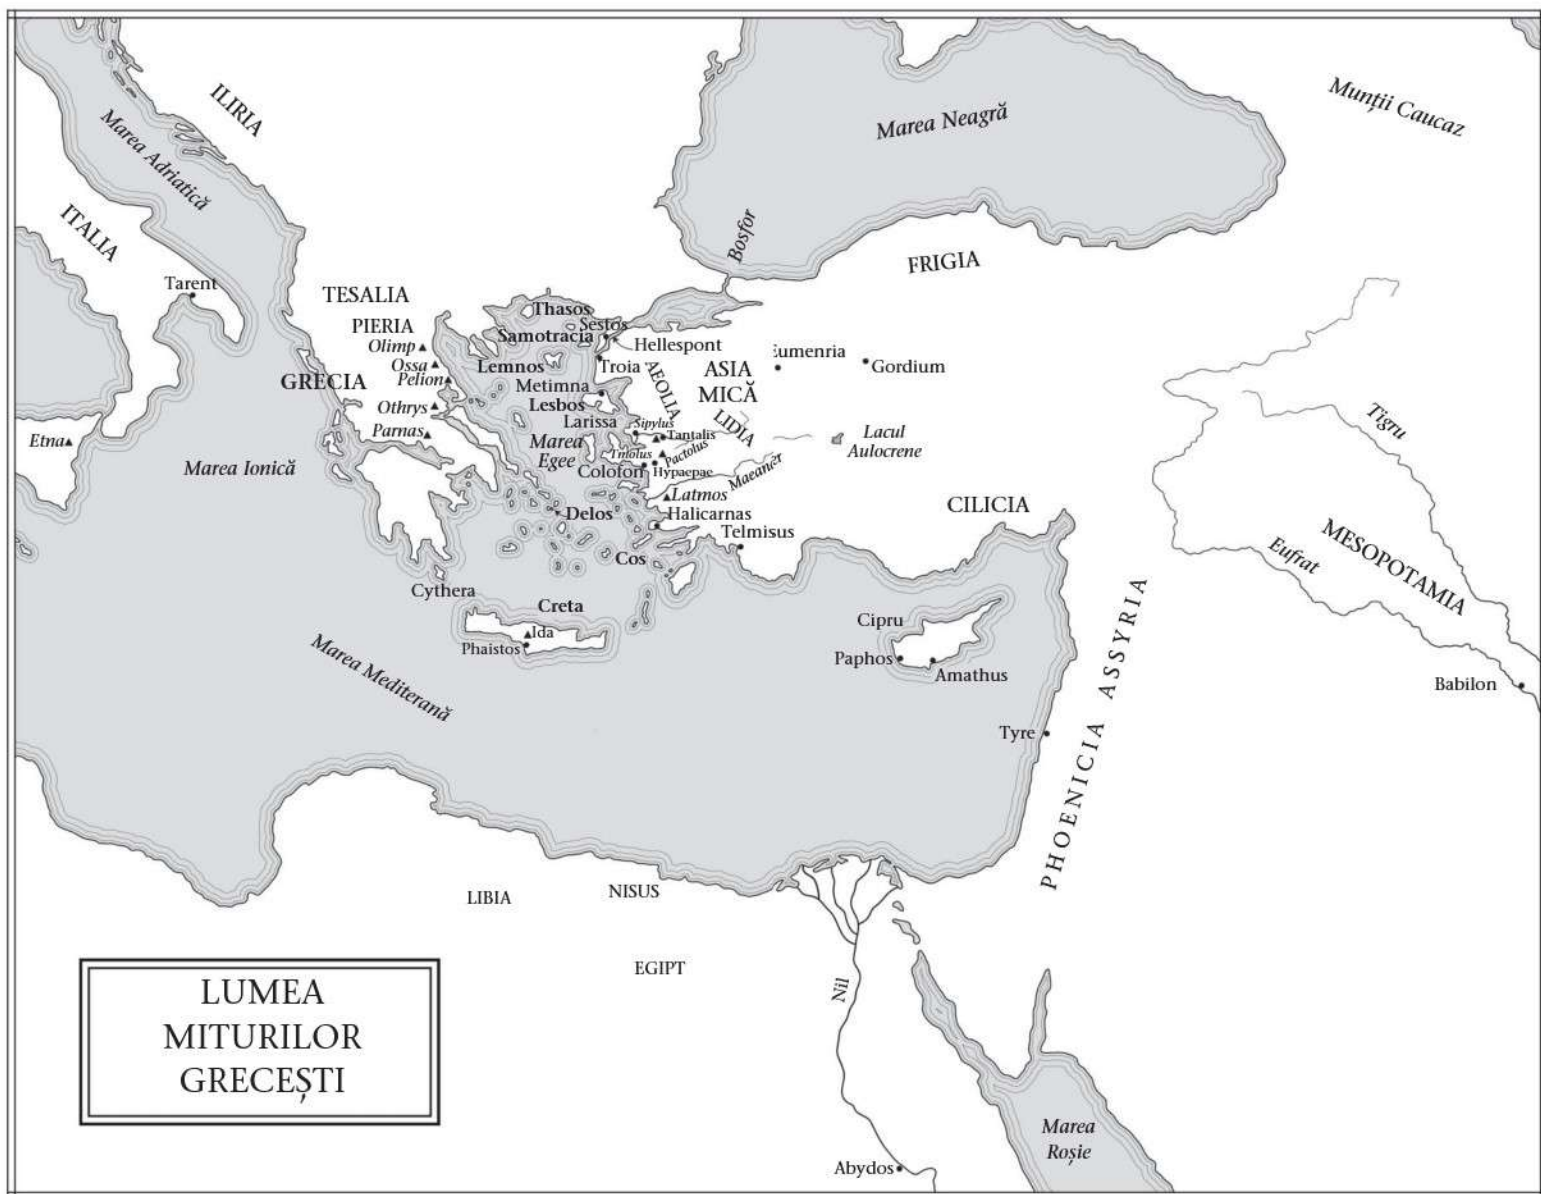 ILIRIA
Marea Adriatică
ITALIA
Tarent
Marea Neagră
Munții Caucaz
Bosfor
FRIGIA
TESALIA
PIERIA
Olimp
Ossa
Pelion
GRECIA
Othrys
Parnas
Etna
Marea Ionică
Thasos
Sestos
Samotracia
Hellespont
Lemnos
Troia
Metimna
Lesbos
AEOLIA
ASIA
MICĂ
Eumenria
Gordium
Larissa
Sipylus
Tantalis
LIDIA
Marea
Egee
Tmolus
Pactolus
Colofon
Hypaepae
Maeander
Lacul
Aulocrene
Latmos
Halicarnas
Delos
Telmisus
CILICIA
Cos
Cythera
Creta
Ida
Phaistos
Cipru
Paphos
Amathus
Marea Mediterană
Tyre
PHOENICIA ASSYRIA
Tigru
Eufrat
MESOPOTAMIA
Babilon
LIBIA
NISUS
EGIPT
Nil
Abydos
Marea
Roșie
LUMEA
MITURILOR
GRECEȘTI